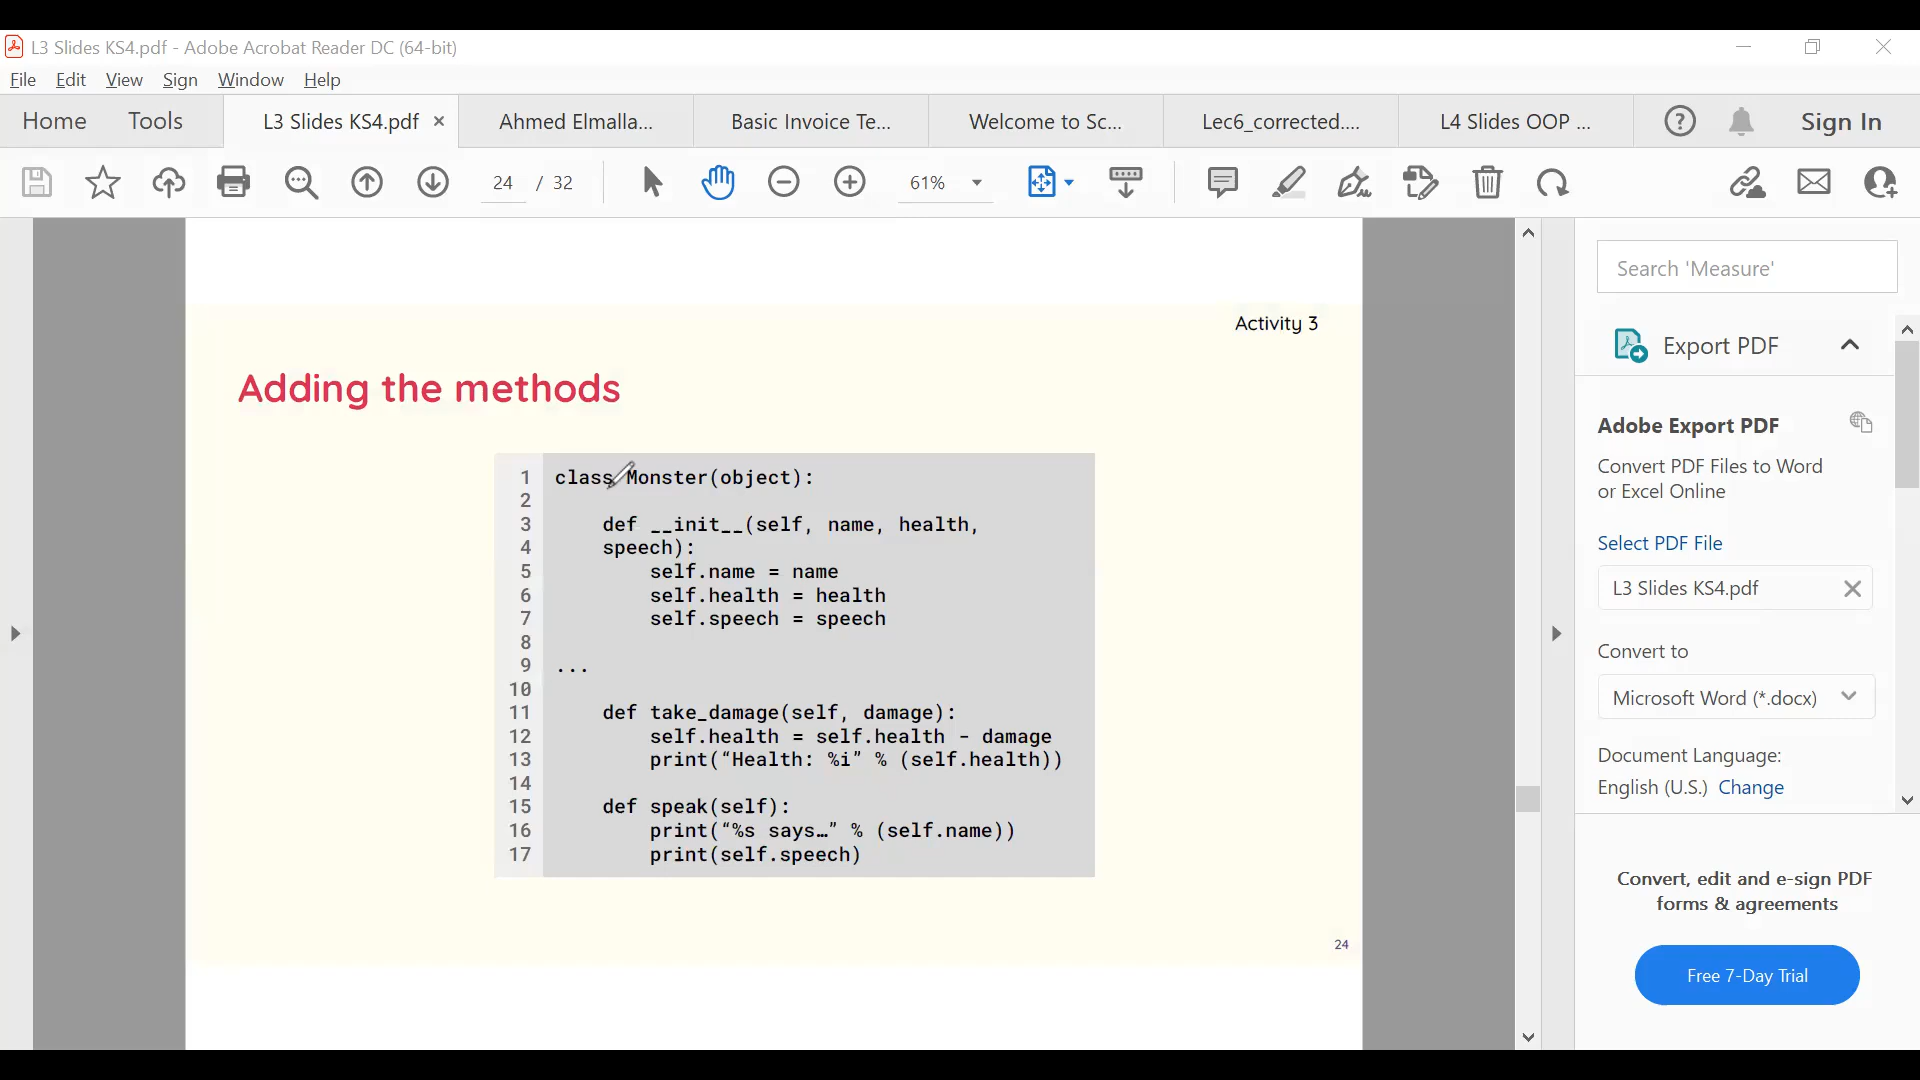 L3 Slides KS4.pdf - Adobe Acrobat Reader DC (64-bit)
File Edit View Sign Window Help
Home Tools L3 Slides KS4.pdf × Ahmed Elmalla... Basic Invoice Te... Welcome to Sc... Lec6_corrected.... L4 Slides OOP ... Sign In
24 / 32 61%
Activity 3
Adding the methods
1 class Monster(object):
2
3 def __init__(self, name, health,
4 speech):
5 self.name = name
6 self.health = health
7 self.speech = speech
8
9 ...
10
11 def take_damage(self, damage):
12 self.health = self.health - damage
13 print(“Health: %i” % (self.health))
14
15 def speak(self):
16 print(“%s says…” % (self.name))
17 print(self.speech)
24
Search 'Measure'
Export PDF
Adobe Export PDF
Convert PDF Files to Word
or Excel Online
Select PDF File
L3 Slides KS4.pdf
Convert to
Microsoft Word (*.docx)
Document Language:
English (U.S.) Change
Convert, edit and e-sign PDF
forms & agreements
Free 7-Day Trial